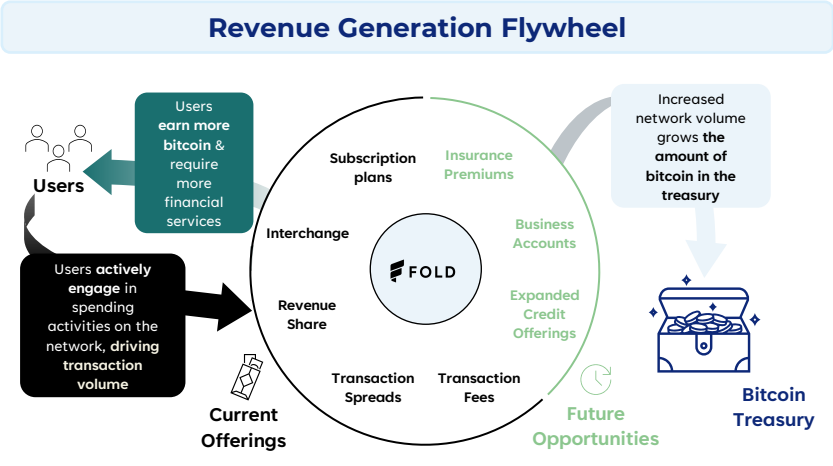 Revenue Generation Flywheel
Users
earn more
bitcoin &
require
more
financial
services
Users
Users actively
engage in
spending
activities on the
network, driving
transaction
volume
Subscription
plans
Interchange
Revenue
Share
Transaction
Spreads
Transaction
Fees
Current
Offerings
FOLD
Insurance
Premiums
Business
Accounts
Expanded
Credit
Offerings
Future
Opportunities
Increased
network volume
grows the
amount of
bitcoin in the
treasury
Bitcoin
Treasury